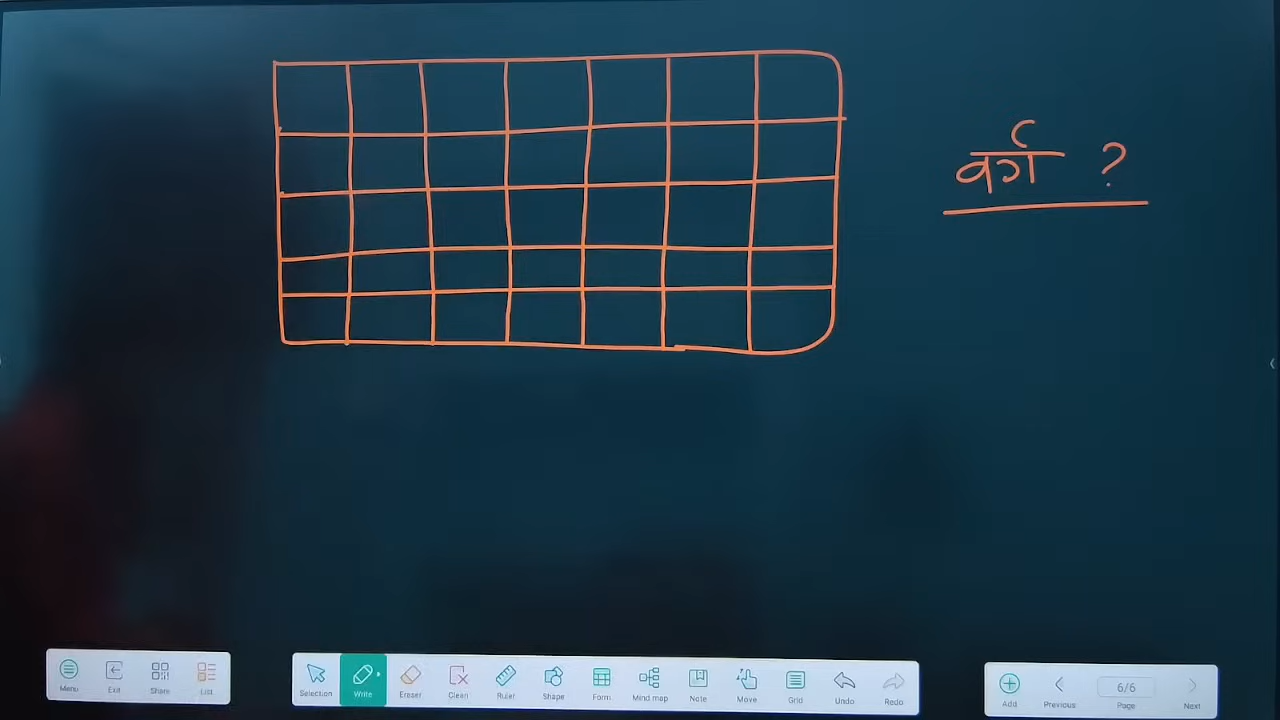 वर्ग ?
Menu
Exit
Share
List
Selection
Write
Eraser
Clean
Ruler
Shape
Form
Mind map
Note
Move
Grid
Undo
Redo
Add
Previous
6/6
Page
Next